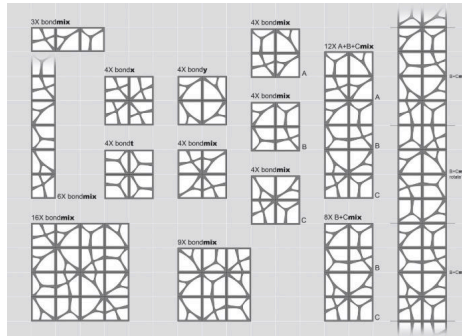 3X bondmix
4X bondmix
12X A+B+Cmix
4X bondx
4X bondy
A
A
4X bondmix
4X bondt
4X bondmix
B
B
4X bondmix
6X bondmix
C
C
16X bondmix
9X bondmix
8X B+Cmix
B
C
rotate